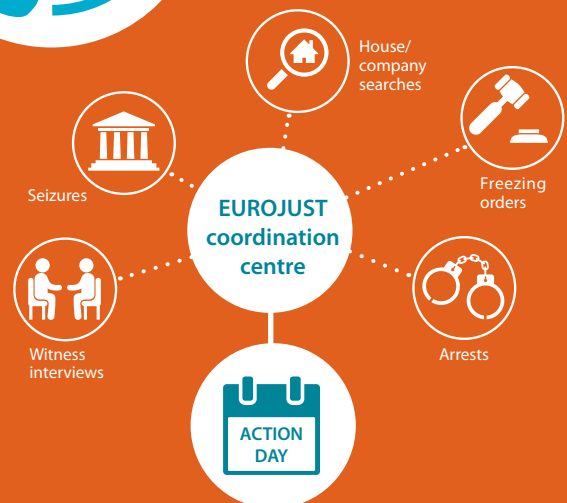 House/
company
searches
Seizures
Freezing
orders
EUROJUST
coordination
centre
Witness
interviews
Arrests
ACTION
DAY